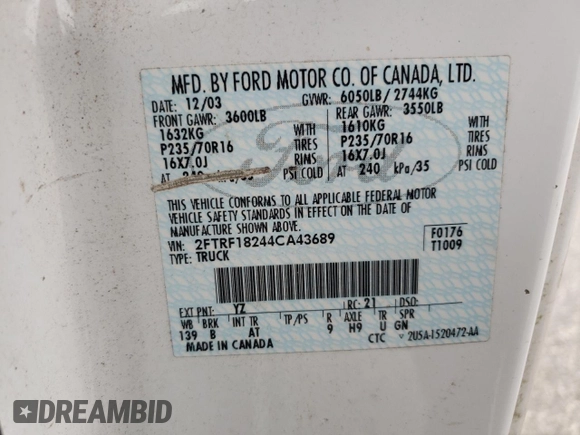 MFD. BY FORD MOTOR CO. OF CANADA, LTD.
DATE: 12/03 GVWR: 6050LB / 2744KG
FRONT GAWR: 3600LB REAR GAWR: 3550LB
1632KG WITH 1610KG WITH
P235/70R16 TIRES P235/70R16 TIRES
16X7.0J RIMS 16X7.0J RIMS
AT 240 kPa/35 PSI COLD AT 240 kPa/35 PSI COLD
Ford
THIS VEHICLE CONFORMS TO ALL APPLICABLE FEDERAL MOTOR
VEHICLE SAFETY STANDARDS IN EFFECT ON THE DATE OF
MANUFACTURE SHOWN ABOVE.
VIN: 2FTRF18244CA43689 F0176
TYPE: TRUCK T1009
EXT PNT: YZ RC: 21 DSO:
WB BRK INT TR TP/PS R AXLE TR SPR
139 B AT 9 H9 U GN
MADE IN CANADA CTC 2U5A-1520472-AA
DREAMBID